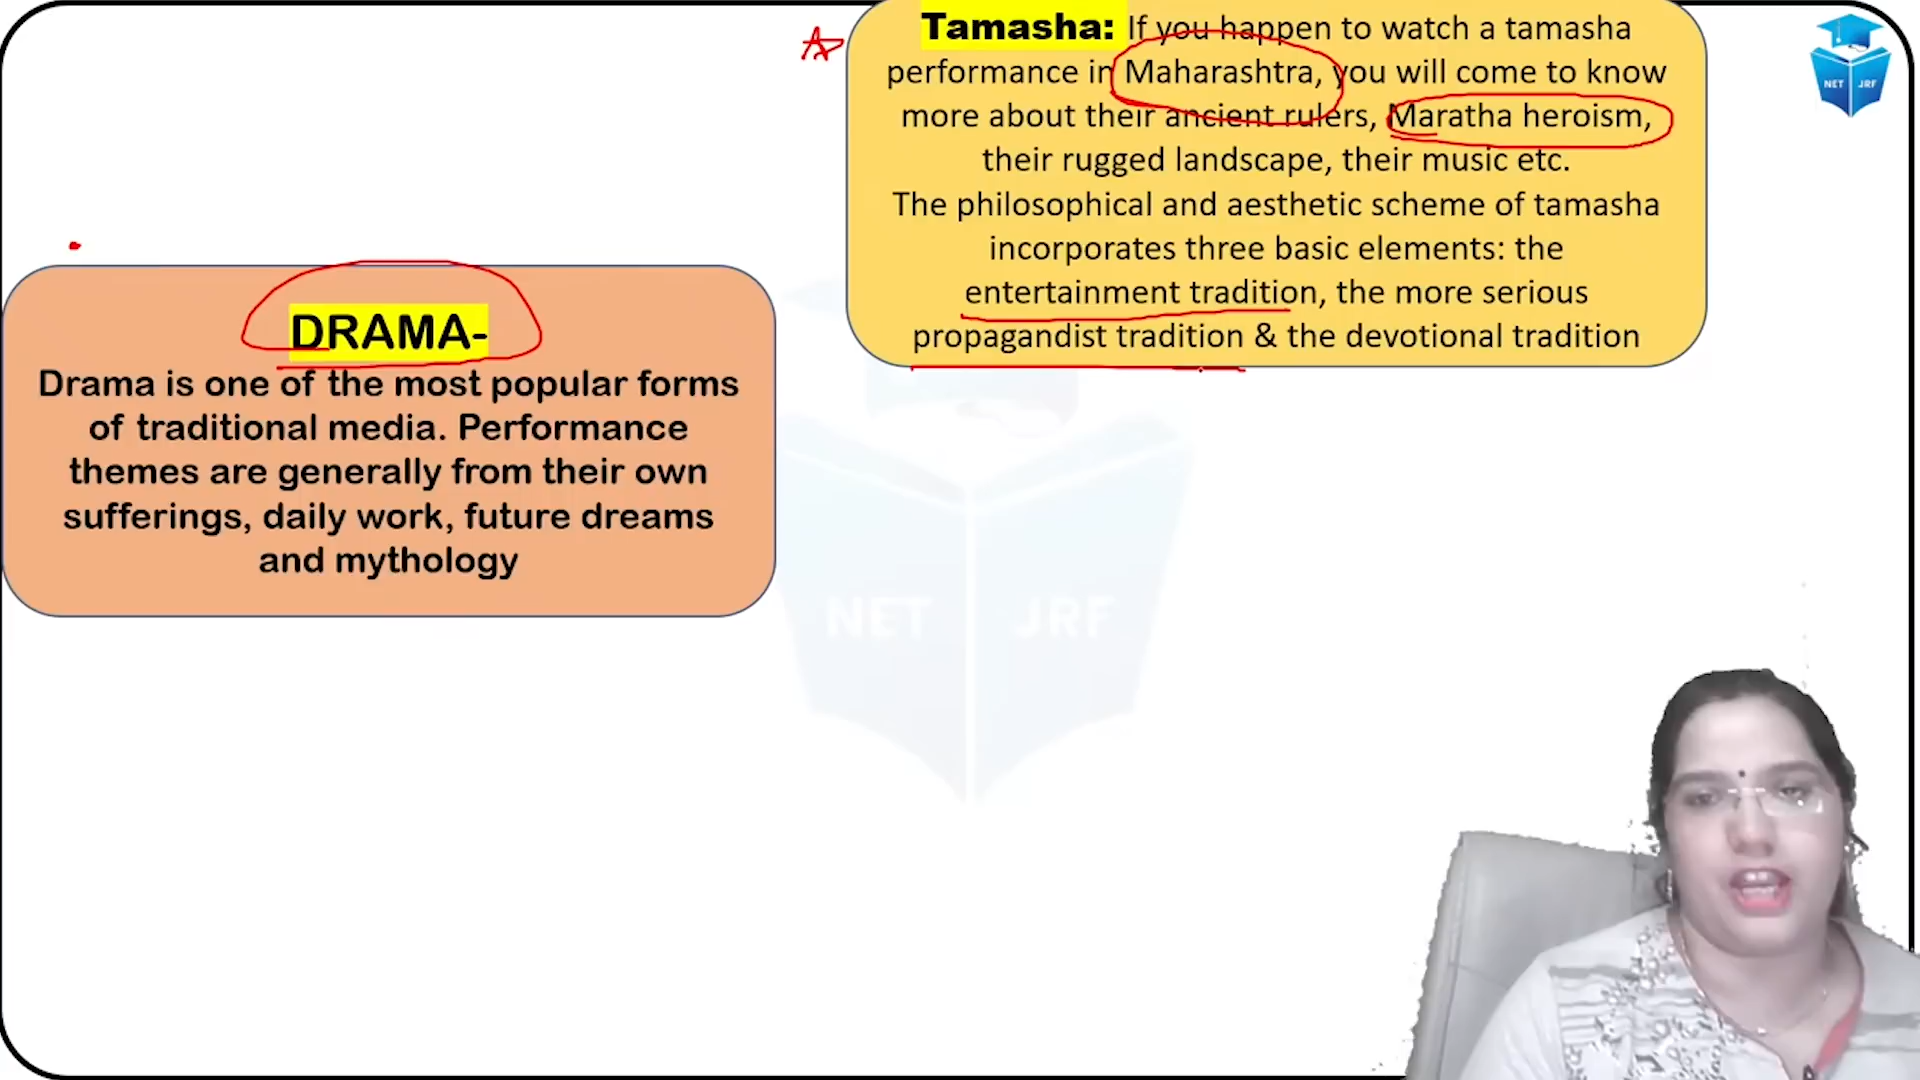 Tamasha: If you happen to watch a tamasha
performance in Maharashtra, you will come to know
more about their ancient rulers, Maratha heroism,
their rugged landscape, their music etc.
The philosophical and aesthetic scheme of tamasha
incorporates three basic elements: the
entertainment tradition, the more serious
propagandist tradition & the devotional tradition
NET JRF
DRAMA-
Drama is one of the most popular forms
of traditional media. Performance
themes are generally from their own
sufferings, daily work, future dreams
and mythology
NET JRF